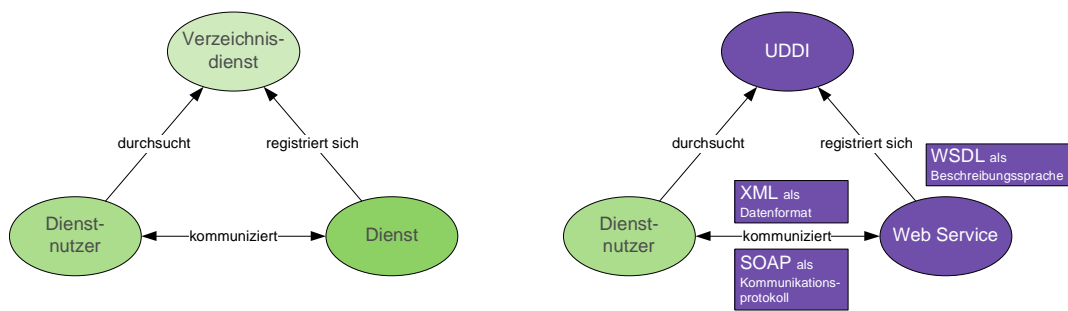 Verzeichnis-
dienst
durchsucht
registriert sich
Dienst-
nutzer
kommuniziert
Dienst
UDDI
durchsucht
registriert sich
WSDL als
Beschreibungssprache
XML als
Datenformat
Dienst-
nutzer
kommuniziert
Web Service
SOAP als
Kommunikations-
protokoll